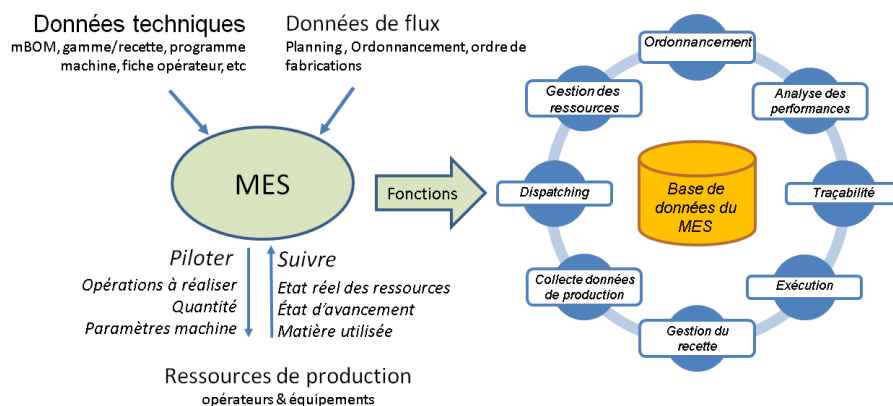 Données techniques
mBOM, gamme/recette, programme
machine, fiche opérateur, etc
Données de flux
Planning , Ordonnancement, ordre de
fabrications
MES
Fonctions
Piloter
Opérations à réaliser
Quantité
Paramètres machine
Suivre
Etat réel des ressources
État d’avancement
Matière utilisée
Ressources de production
opérateurs & équipements
Ordonnancement
Analyse des
performances
Traçabilité
Exécution
Gestion du
recette
Collecte données
de production
Dispatching
Gestion des
ressources
Base de
données du
MES